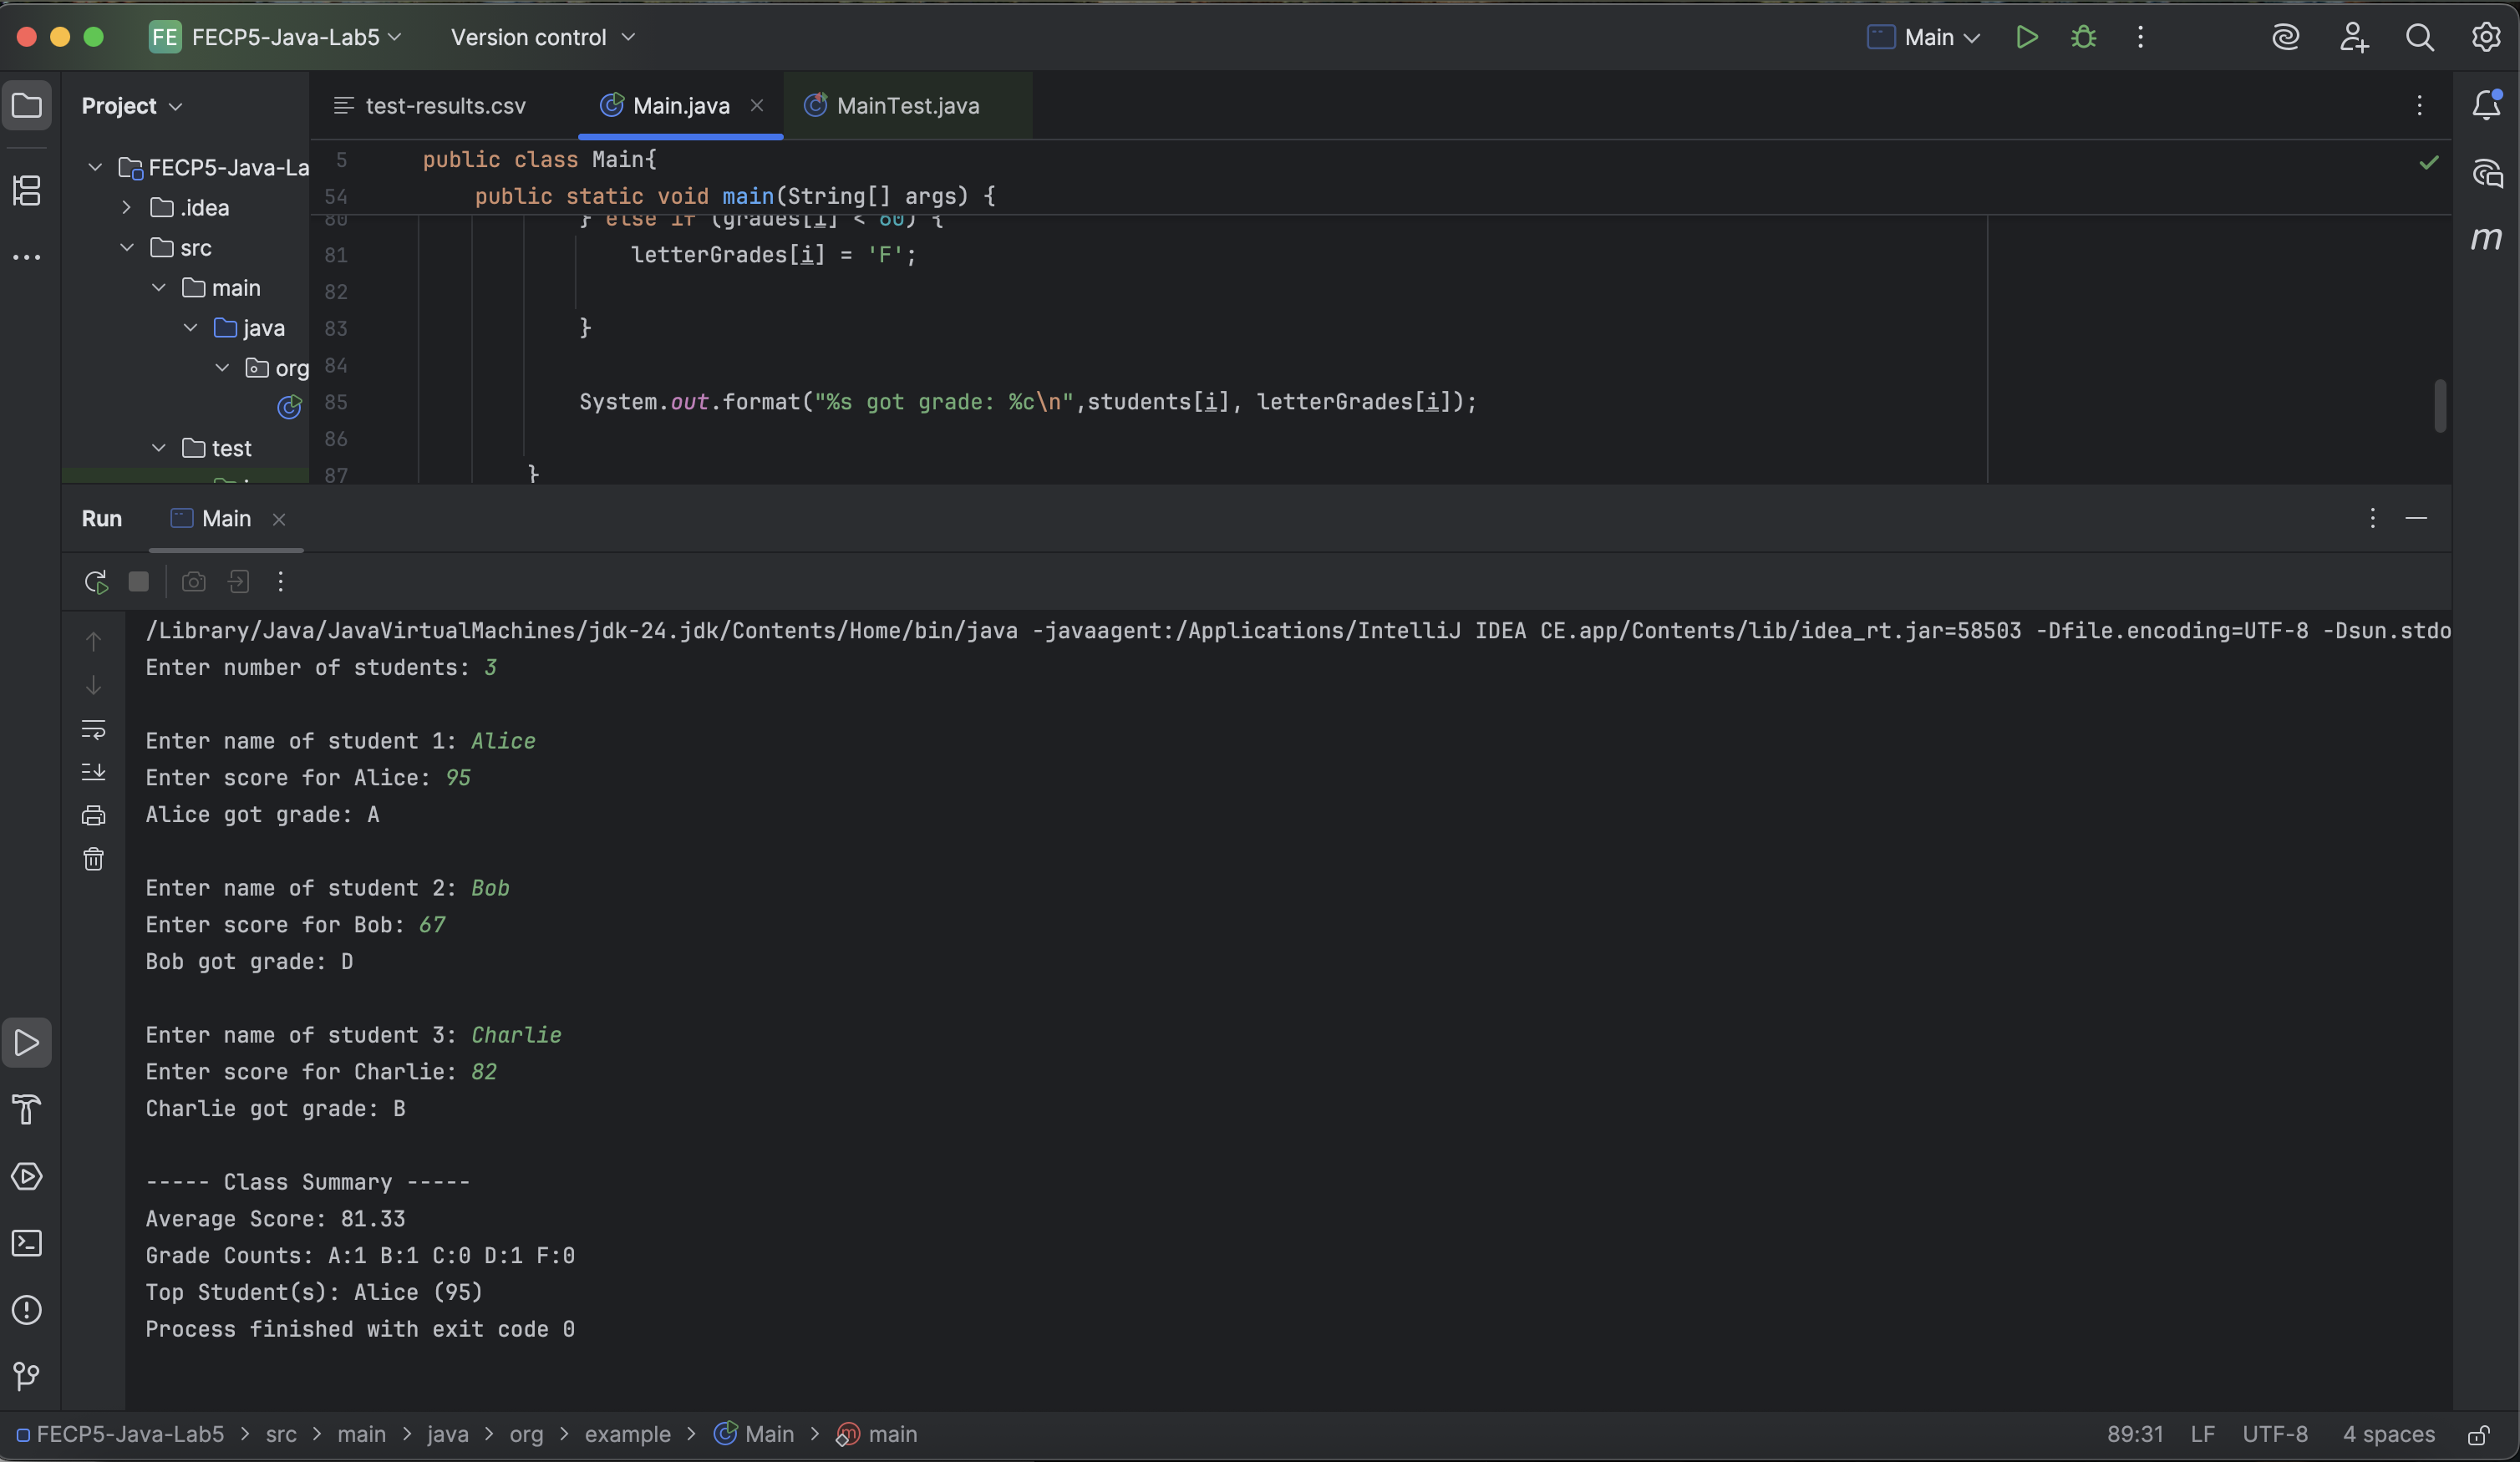 FE FECP5-Java-Lab5 Version control Main
Project
test-results.csv Main.java MainTest.java
FECP5-Java-La
.idea
src
main
java
org
test
5 public class Main{
54 public static void main(String[] args) {
80 } else if (grades[i] < 60) {
81 letterGrades[i] = 'F';
82
83 }
84
85 System.out.format("%s got grade: %c\n",students[i], letterGrades[i]);
86
87 }
m
Run Main
/Library/Java/JavaVirtualMachines/jdk-24.jdk/Contents/Home/bin/java -javaagent:/Applications/IntelliJ IDEA CE.app/Contents/lib/idea_rt.jar=58503 -Dfile.encoding=UTF-8 -Dsun.stdo
Enter number of students: 3
Enter name of student 1: Alice
Enter score for Alice: 95
Alice got grade: A
Enter name of student 2: Bob
Enter score for Bob: 67
Bob got grade: D
Enter name of student 3: Charlie
Enter score for Charlie: 82
Charlie got grade: B
----- Class Summary -----
Average Score: 81.33
Grade Counts: A:1 B:1 C:0 D:1 F:0
Top Student(s): Alice (95)
Process finished with exit code 0
FECP5-Java-Lab5 > src > main > java > org > example > Main > main 89:31 LF UTF-8 4 spaces